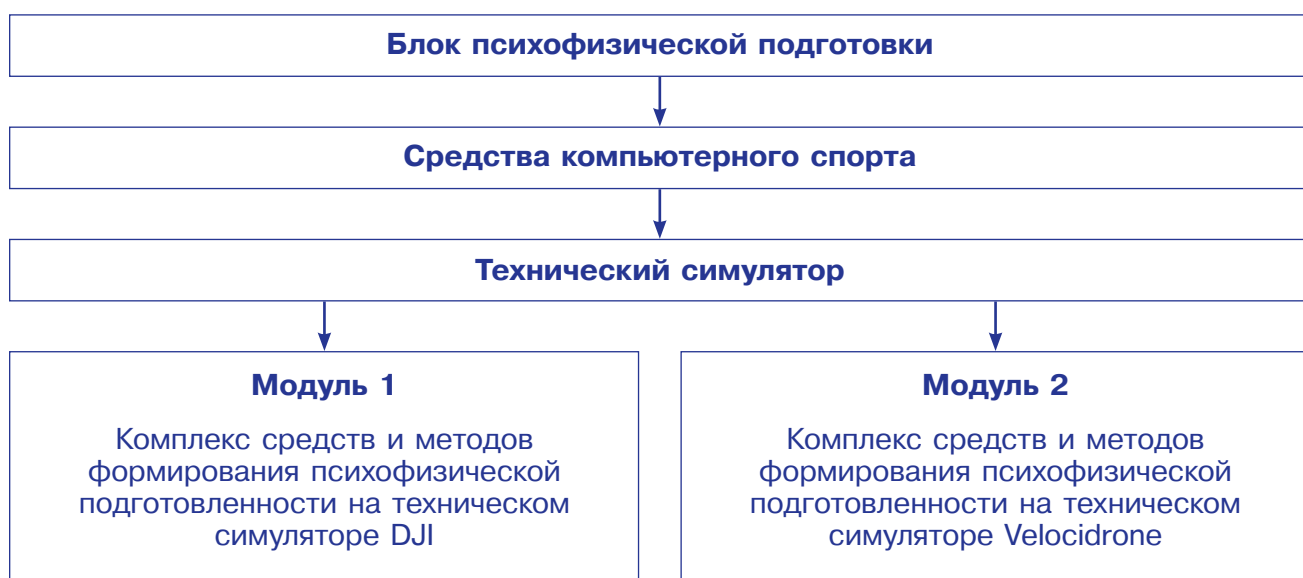 Блок психофизической подготовки
Средства компьютерного спорта
Технический симулятор
Модуль 1
Комплекс средств и методов
формирования психофизической
подготовленности на техническом
симуляторе DJI
Модуль 2
Комплекс средств и методов
формирования психофизической
подготовленности на техническом
симуляторе Velocidrone